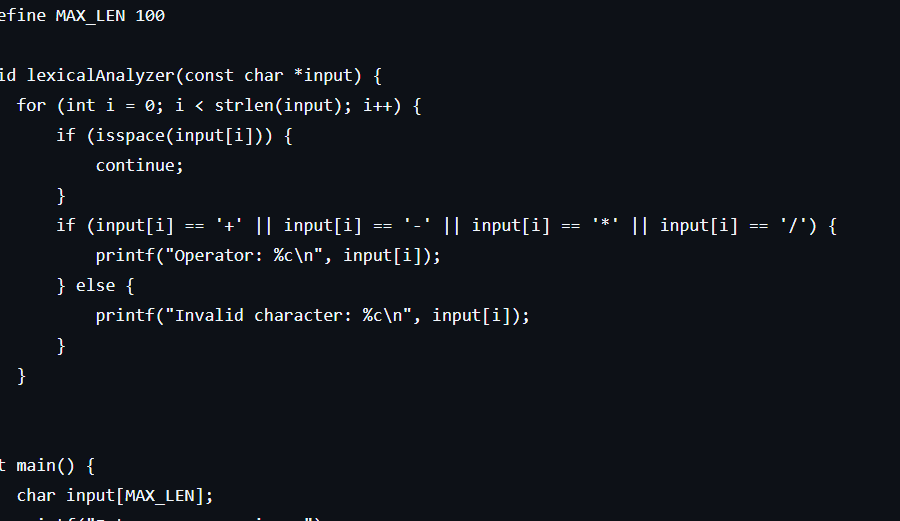 efine MAX_LEN 100
id lexicalAnalyzer(const char *input) {
for (int i = 0; i < strlen(input); i++) {
if (isspace(input[i])) {
continue;
}
if (input[i] == '+' || input[i] == '-' || input[i] == '*' || input[i] == '/') {
printf("Operator: %c\n", input[i]);
} else {
printf("Invalid character: %c\n", input[i]);
}
}
t main() {
char input[MAX_LEN];